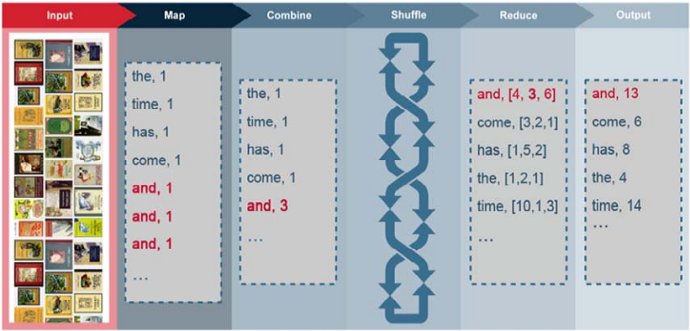 Input
Map
Combine
Shuffle
Reduce
Output
the, 1
time, 1
has, 1
come, 1
and, 1
and, 1
and, 1
...
the, 1
time, 1
has, 1
come, 1
and, 3
...
and, [4, 3, 6]
come, [3,2,1]
has, [1,5,2]
the, [1,2,1]
time, [10,1,3]
...
and, 13
come, 6
has, 8
the, 4
time, 14
...